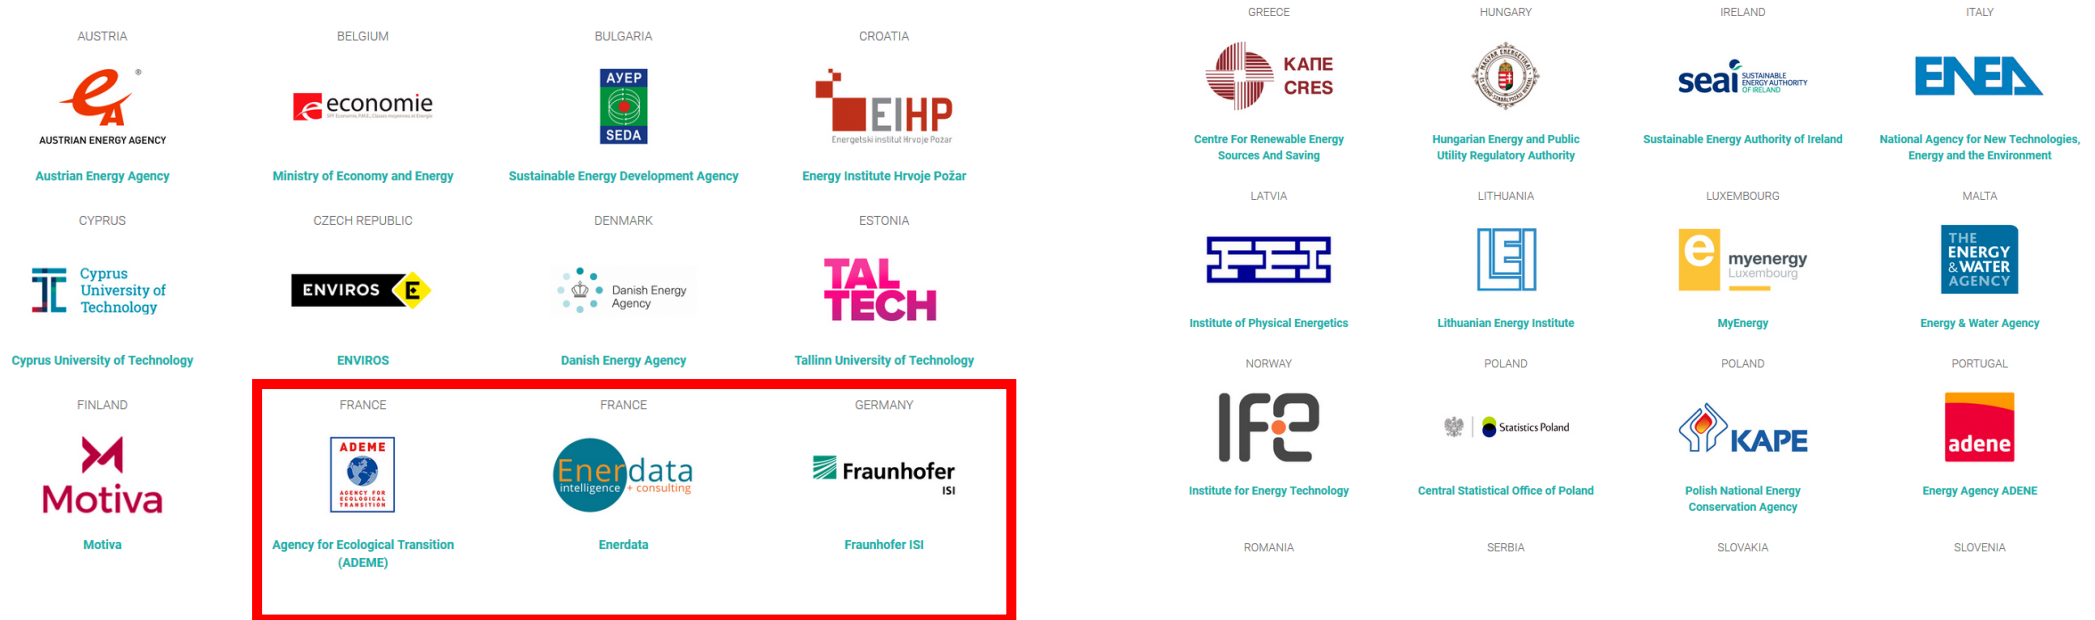 AUSTRIA
BELGIUM
BULGARIA
CROATIA
AUSTRIAN ENERGY AGENCY
economie
АУЕР
SEDA
EIHP
Energetski institut Hrvoje Požar
Austrian Energy Agency
Ministry of Economy and Energy
Sustainable Energy Development Agency
Energy Institute Hrvoje Požar
CYPRUS
CZECH REPUBLIC
DENMARK
ESTONIA
Cyprus
University of
Technology
ENVIROS
Danish Energy
Agency
TAL
TECH
Cyprus University of Technology
ENVIROS
Danish Energy Agency
Tallinn University of Technology
FINLAND
FRANCE
FRANCE
GERMANY
Motiva
ADEME
AGENCY FOR
ECOLOGICAL
TRANSITION
Enerdata
intelligence + consulting
Fraunhofer
ISI
Motiva
Agency for Ecological Transition
(ADEME)
Enerdata
Fraunhofer ISI
GREECE
HUNGARY
IRELAND
ITALY
ΚΑΠΕ
CRES
seai
SUSTAINABLE
ENERGY AUTHORITY
OF IRELAND
ENEA
Centre For Renewable Energy
Sources And Saving
Hungarian Energy and Public
Utility Regulatory Authority
Sustainable Energy Authority of Ireland
National Agency for New Technologies,
Energy and the Environment
LATVIA
LITHUANIA
LUXEMBOURG
MALTA
FEI
LEI
e
myenergy
Luxembourg
THE
ENERGY
& WATER
AGENCY
Institute of Physical Energetics
Lithuanian Energy Institute
MyEnergy
Energy & Water Agency
NORWAY
POLAND
POLAND
PORTUGAL
IFe
Statistics Poland
KAPE
adene
Institute for Energy Technology
Central Statistical Office of Poland
Polish National Energy
Conservation Agency
Energy Agency ADENE
ROMANIA
SERBIA
SLOVAKIA
SLOVENIA